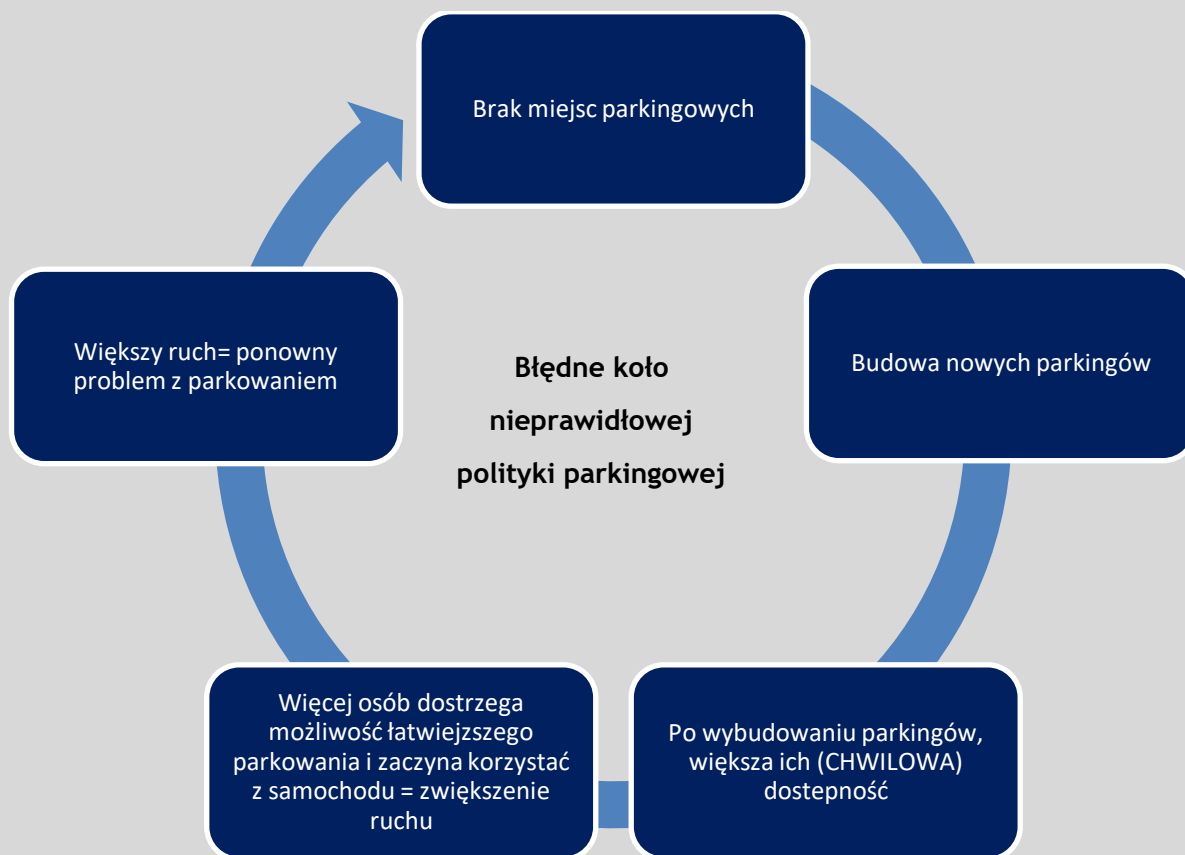 Brak miejsc parkingowych
Budowa nowych parkingów
Po wybudowaniu parkingów,
większa ich (CHWILOWA)
dostepność
Więcej osób dostrzega
możliwość łatwiejzszego
parkowania i zaczyna korzystać
z samochodu = zwiększenie
ruchu
Większy ruch= ponowny
problem z parkowaniem
Błędne koło
nieprawidłowej
polityki parkingowej